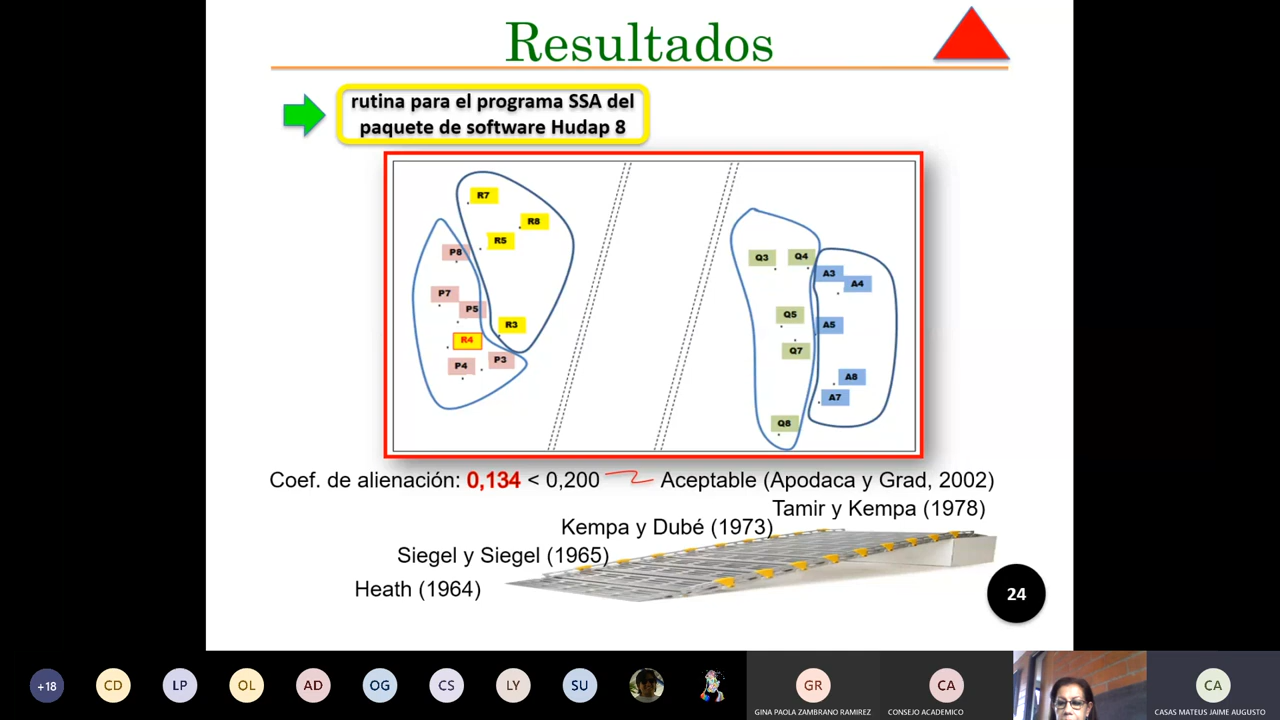 Resultados
rutina para el programa SSA del
paquete de software Hudap 8
R7
R8
R5
P8
P7
P5
R3
R4
P3
P4
Q3
Q4
A3
A4
Q5
A5
Q7
A8
A7
Q8
Coef. de alienación: 0,134 < 0,200 Aceptable (Apodaca y Grad, 2002)
Tamir y Kempa (1978)
Kempa y Dubé (1973)
Siegel y Siegel (1965)
Heath (1964)
24
+18
CD
LP
OL
AD
OG
CS
LY
SU
GR
CA
CA
GINA PAOLA ZAMBRANO RAMIREZ
CONSEJO ACADEMICO
CASAS MATEUS JAIME AUGUSTO